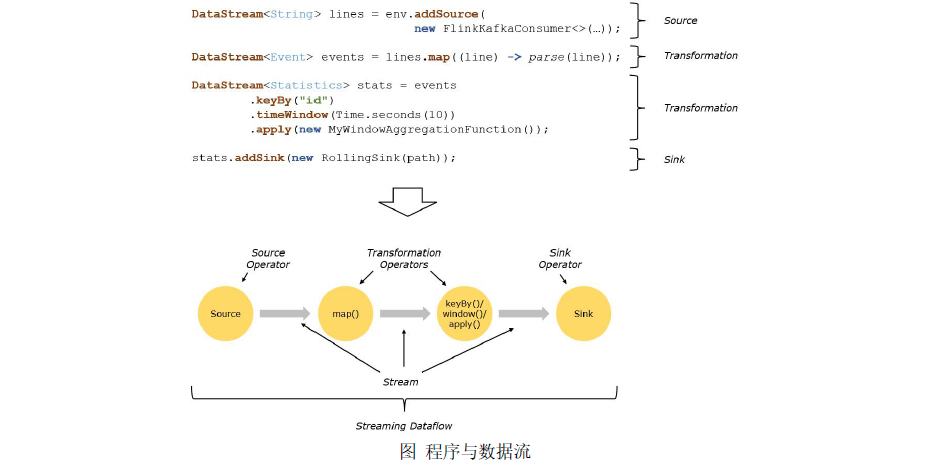 DataStream<String> lines = env.addSource(
new FlinkKafkaConsumer<>(…));
Source
DataStream<Event> events = lines.map((line) -> parse(line));
Transformation
DataStream<Statistics> stats = events
.keyBy("id")
.timeWindow(Time.seconds(10))
.apply(new MyWindowAggregationFunction());
Transformation
stats.addSink(new RollingSink(path));
Sink
Source
Operator
Transformation
Operators
Sink
Operator
Source
map()
keyBy()/
window()/
apply()
Sink
Stream
Streaming Dataflow
图 程序与数据流